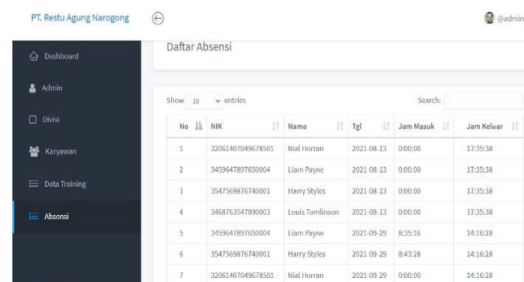 PT. Restu Agung Narogong
@admin
Dashboard
Admin
Divisi
Karyawan
Data Training
Absensi
Daftar Absensi
Show 10 entries
Search:
No NIK Nama Tgl Jam Masuk Jam Keluar
1 32061407049678501 Nial Horran 2021-08-13 0:00:00 17:35:38
2 3459647897650004 Liam Payne 2021-08-13 0:00:00 17:35:38
3 3547569876740001 Harry Styles 2021-08-13 0:00:00 17:35:38
4 3468763547890003 Louis Tomlinson 2021-08-13 0:00:00 17:35:38
5 3459647897650004 Liam Payne 2021-09-29 8:35:16 14:16:28
6 3547569876740001 Harry Styles 2021-09-29 8:43:28 14:16:28
7 32061407049678501 Nial Horran 2021-09-29 0:00:00 14:16:28